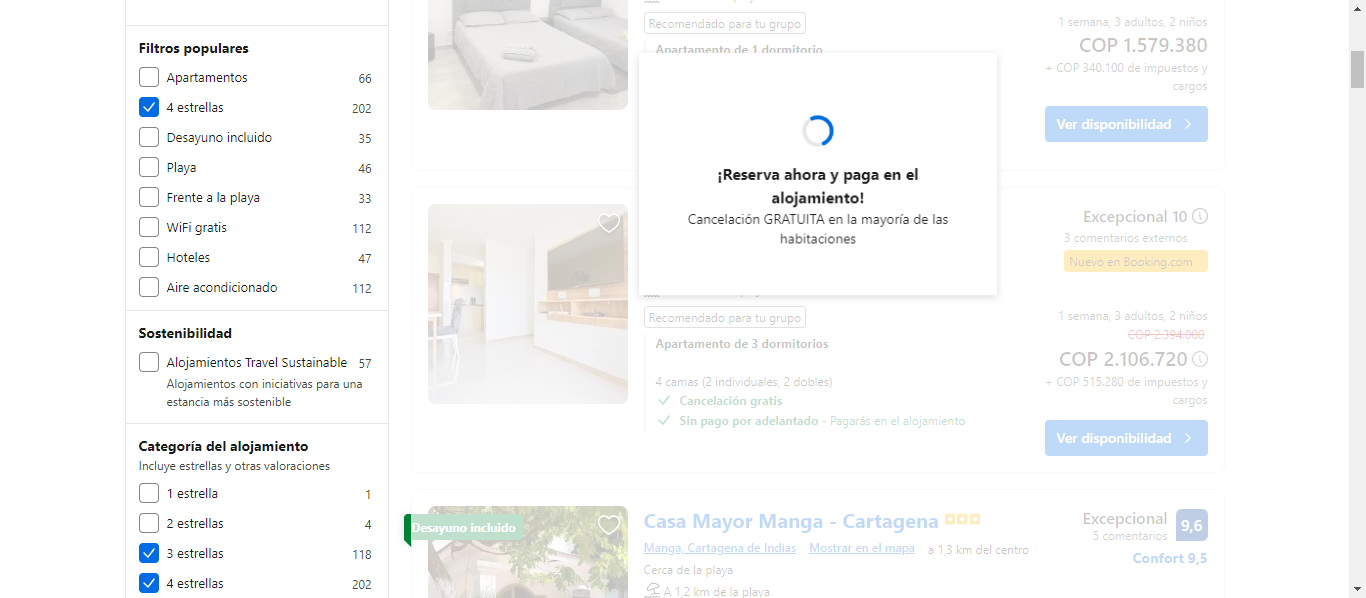 Filtros populares
Apartamentos 66
4 estrellas 202
Desayuno incluido 35
Playa 46
Frente a la playa 33
WiFi gratis 112
Hoteles 47
Aire acondicionado 112
Sostenibilidad
Alojamientos Travel Sustainable 57
Alojamientos con iniciativas para una
estancia más sostenible
Categoría del alojamiento
Incluye estrellas y otras valoraciones
1 estrella 1
2 estrellas 4
3 estrellas 118
4 estrellas 202
Recomendado para tu grupo
Apartamento de 1 dormitorio
1 semana, 3 adultos, 2 niños
COP 1.579.380
+ COP 340.100 de impuestos y
cargos
Ver disponibilidad
¡Reserva ahora y paga en el
alojamiento!
Cancelación GRATUITA en la mayoría de las
habitaciones
Excepcional 10
3 comentarios externos
Nuevo en Booking.com
Recomendado para tu grupo
Apartamento de 3 dormitorios
4 camas (2 individuales, 2 dobles)
Cancelación gratis
Sin pago por adelantado - Pagarás en el alojamiento
1 semana, 3 adultos, 2 niños
COP 2.394.000
COP 2.106.720
+ COP 515.280 de impuestos y
cargos
Ver disponibilidad
Desayuno incluido
Casa Mayor Manga - Cartagena
Manga, Cartagena de Indias Mostrar en el mapa a 1,3 km del centro
Cerca de la playa
A 1,2 km de la playa
Excepcional 9,6
5 comentarios
Confort 9,5